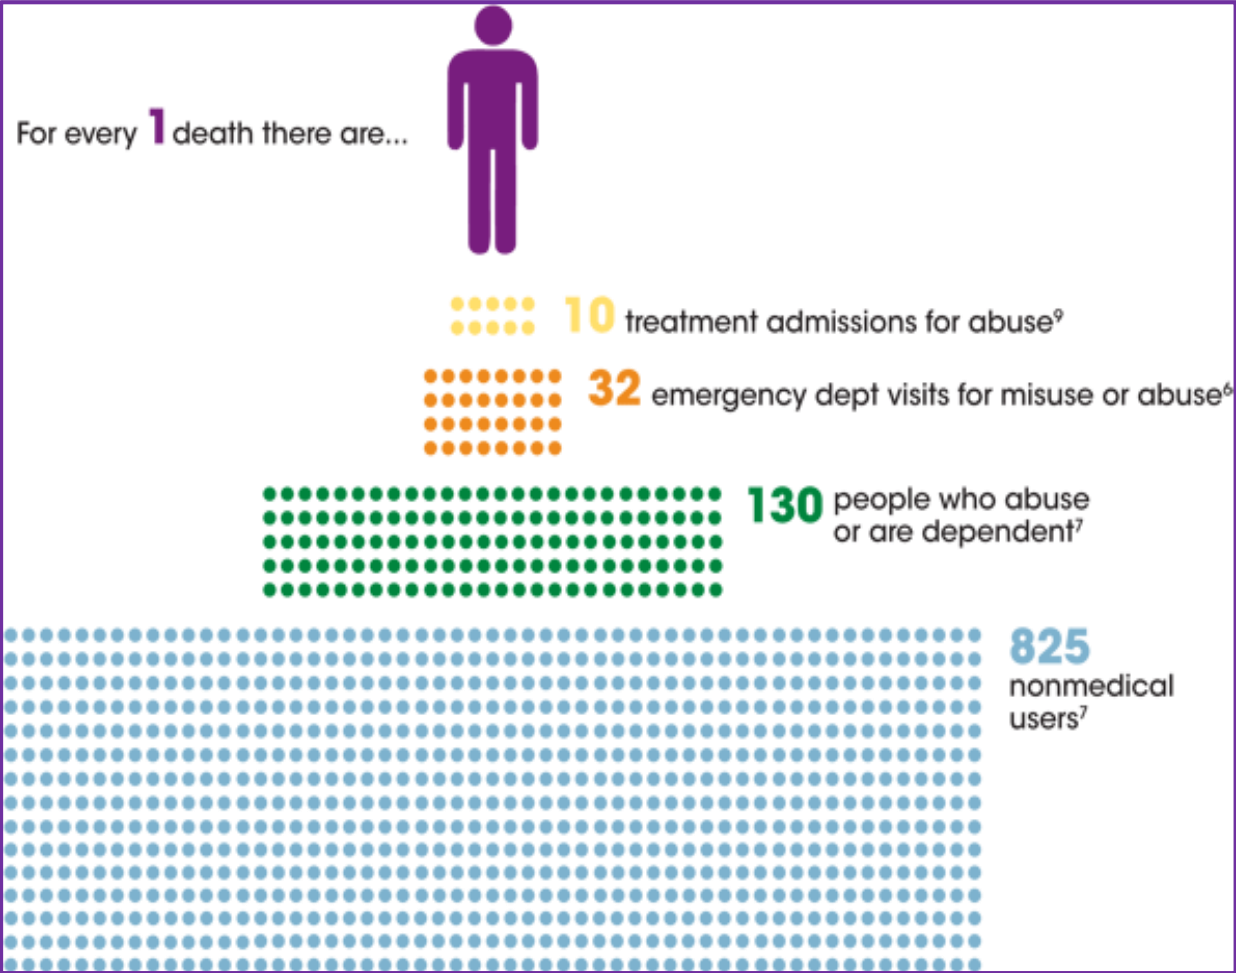 For every 1 death there are...
10 treatment admissions for abuse⁹
32 emergency dept visits for misuse or abuse⁶
130 people who abuse
or are dependent⁷
825
nonmedical
users⁷